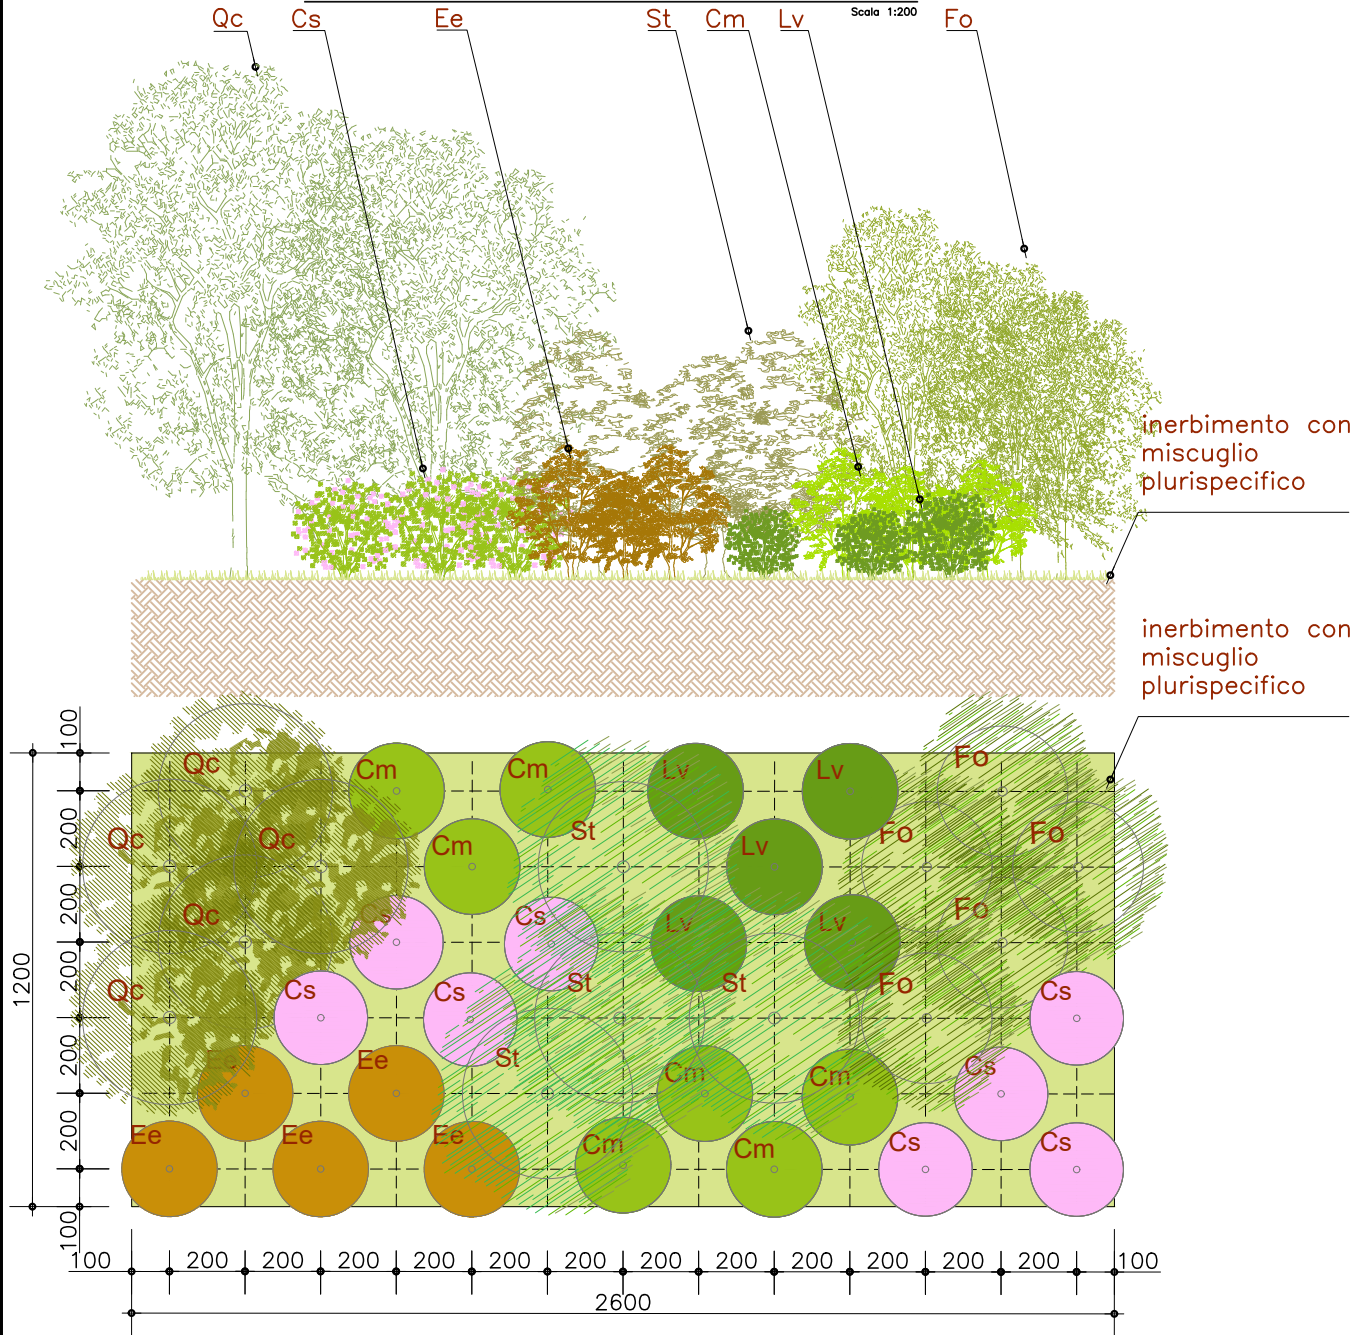 Scala 1:200
Qc Cs Ee St Cm Lv Fo
inerbimento con
miscuglio
plurispecifico
inerbimento con
miscuglio
plurispecifico
100
Qc Cm Cm Lv Lv Fo
200
Qc Qc Cm St Lv Fo Fo
200
Qc Cs Cs Lv Lv Fo
200
1200
Qc Cs Cs St St Fo Cs
200
Ee Ee St Cm Cm Cs
200
Ee Ee Ee Cm Cm Cs Cs
100
100 200 200 200 200 200 200 200 200 200 200 200 200 100
2600